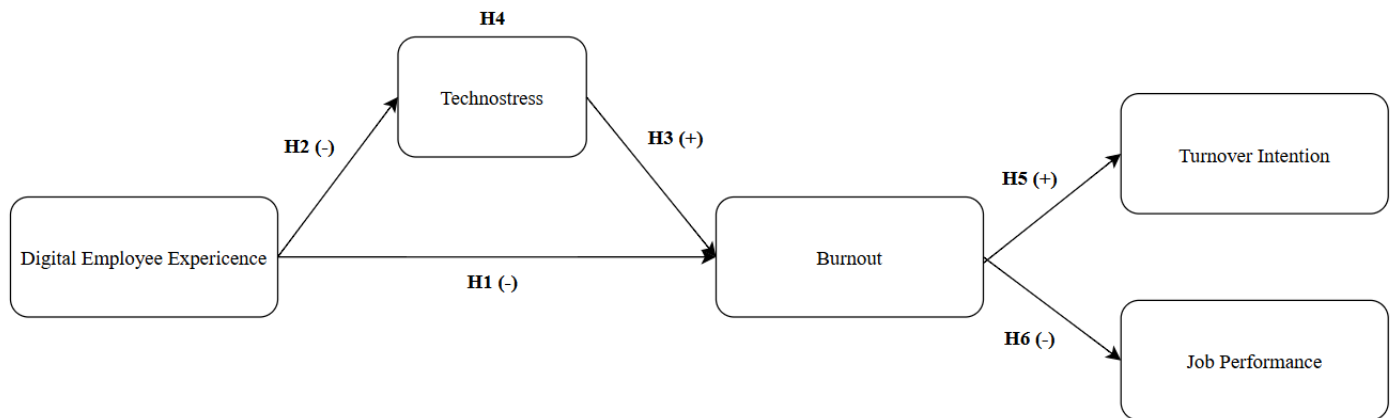 H4
Technostress
H2 (-)
H3 (+)
Turnover Intention
H5 (+)
Digital Employee Expericence
Burnout
H1 (-)
H6 (-)
Job Performance